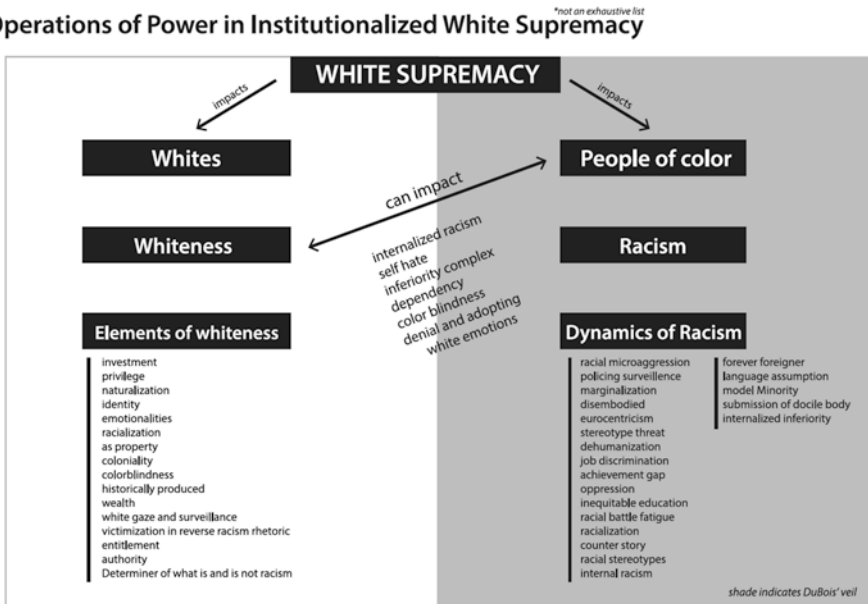 *not an exhaustive list
Operations of Power in Institutionalized White Supremacy
WHITE SUPREMACY
impacts
impacts
Whites
People of color
can impact
Whiteness
Racism
internalized racism
self hate
inferiority complex
dependency
color blindness
denial and adopting
white emotions
Elements of whiteness
investment
privilege
naturalization
identity
emotionalities
racialization
as property
coloniality
colorblindness
historically produced
wealth
white gaze and surveillance
victimization in reverse racism rhetoric
entitlement
authority
Determiner of what is and is not racism
Dynamics of Racism
racial microaggression
policing surveillence
marginalization
disembodied
eurocentricism
stereotype threat
dehumanization
job discrimination
achievement gap
oppression
inequitable education
racial battle fatigue
racialization
counter story
racial stereotypes
internal racism
forever foreigner
language assumption
model Minority
submission of docile body
internalized inferiority
shade indicates DuBois' veil